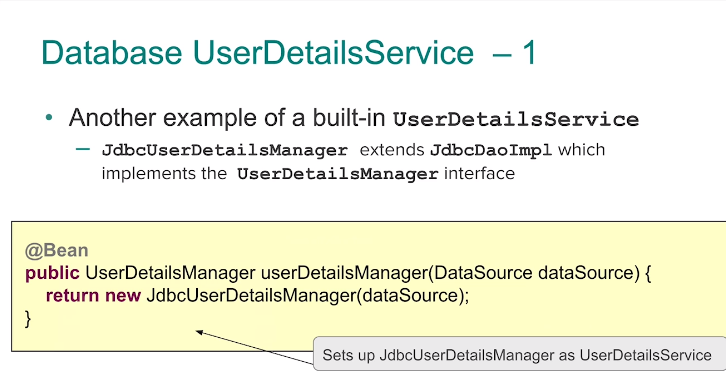 Database UserDetailsService – 1
• Another example of a built-in UserDetailsService
– JdbcUserDetailsManager extends JdbcDaoImpl which
implements the UserDetailsManager interface
@Bean
public UserDetailsManager userDetailsManager(DataSource dataSource) {
return new JdbcUserDetailsManager(dataSource);
}
Sets up JdbcUserDetailsManager as UserDetailsService